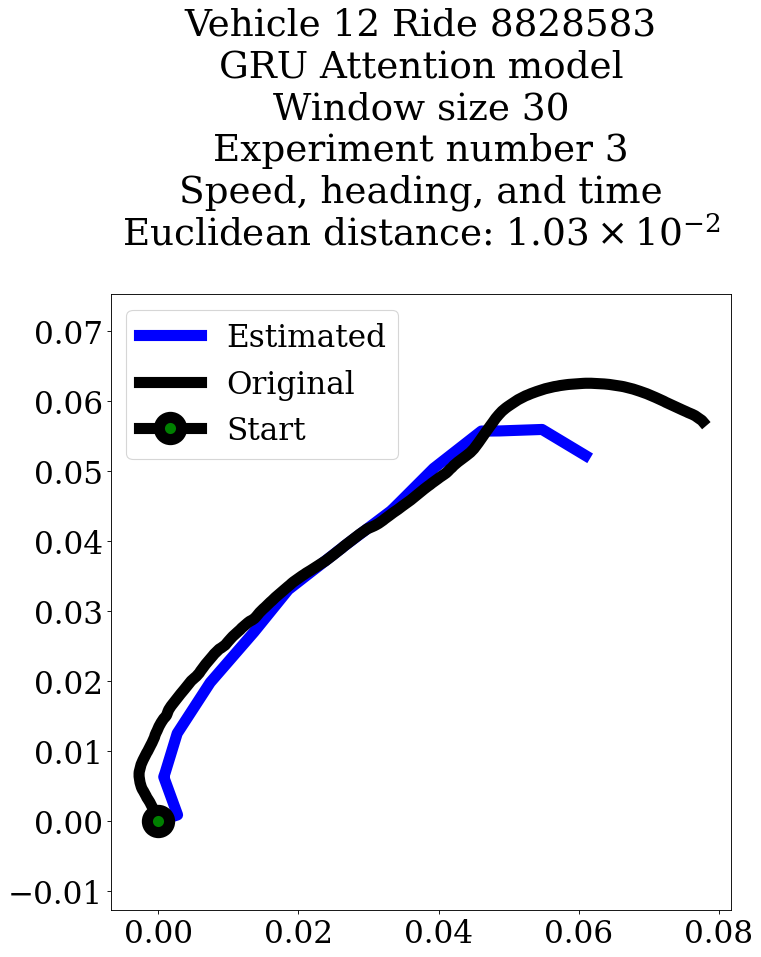 Vehicle 12 Ride 8828583
GRU Attention model
Window size 30
Experiment number 3
Speed, heading, and time
Euclidean distance: 1.03 × 10⁻²
Estimated
Original
Start
0.07
0.06
0.05
0.04
0.03
0.02
0.01
0.00
−0.01
0.00 0.02 0.04 0.06 0.08